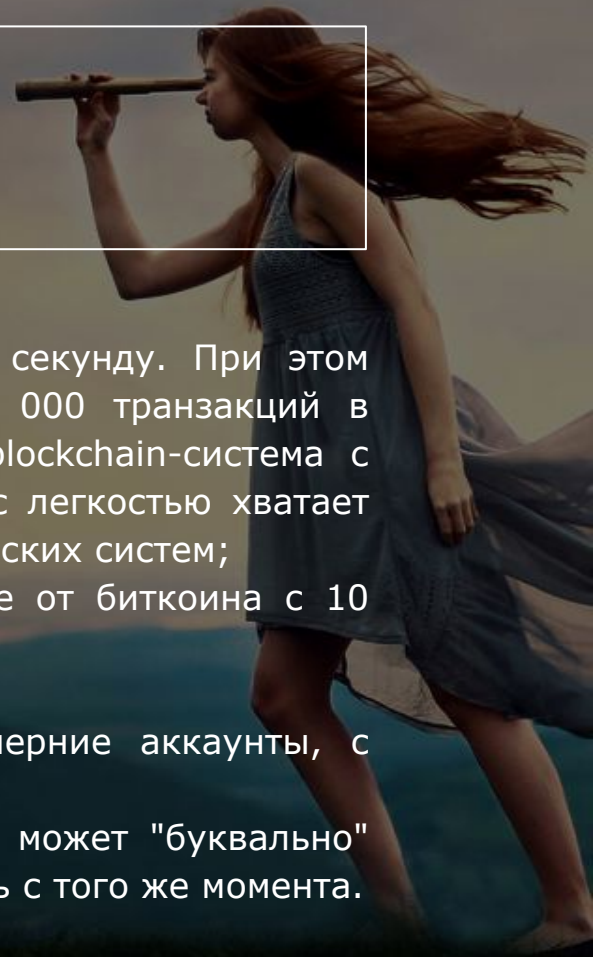 секунду. При этом
000 транзакций в
blockchain-система с
с легкостью хватает
ских систем;
е от биткоина с 10
черние аккаунты, с
может "буквально"
ь с того же момента.